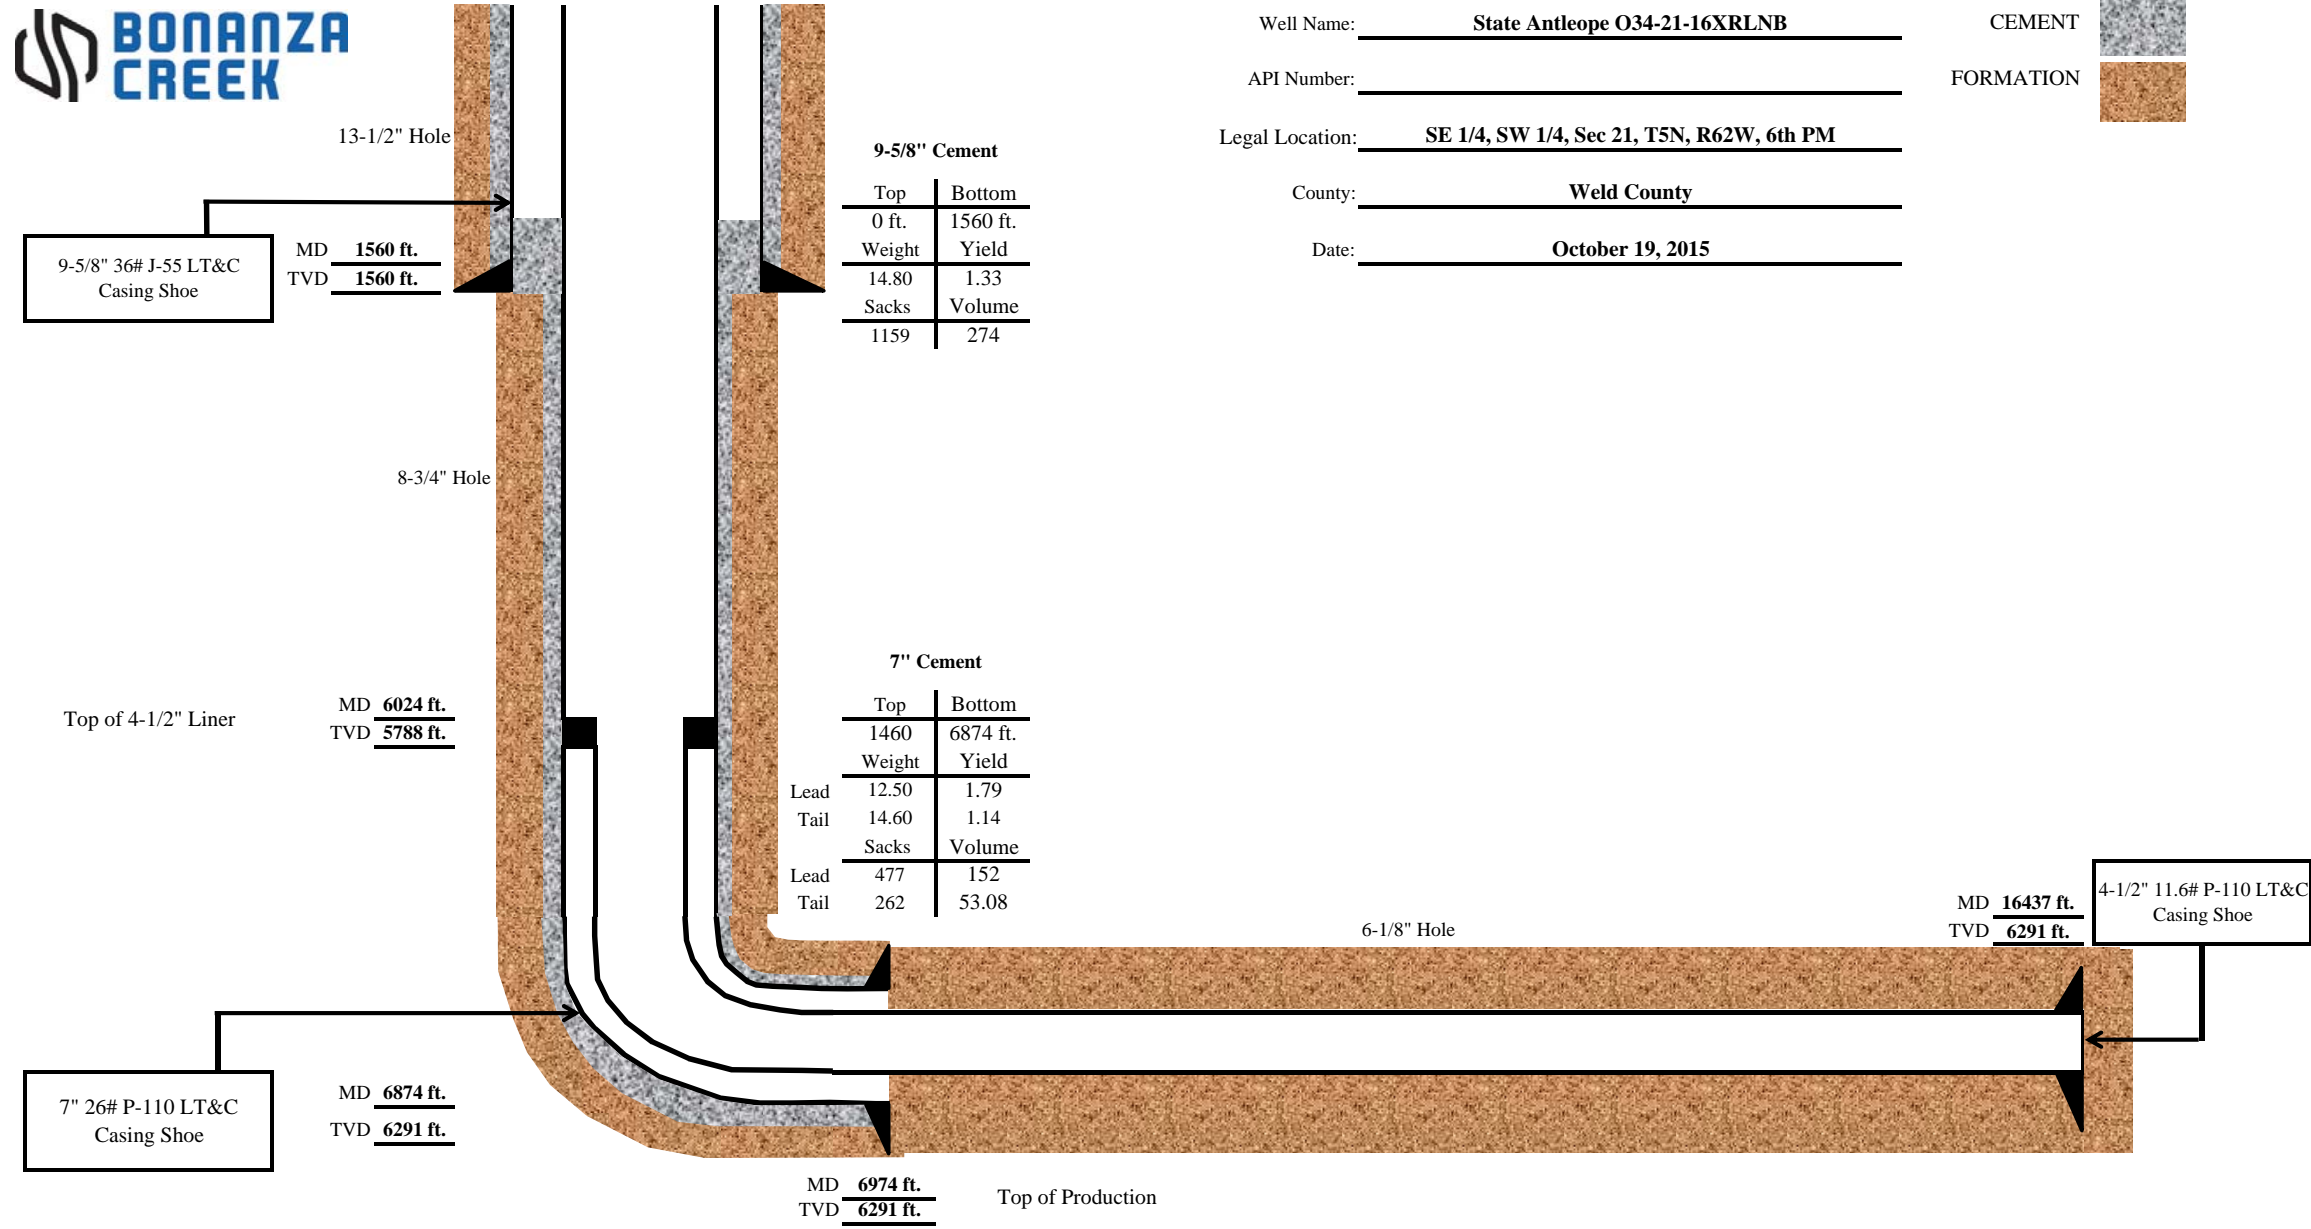 BONANZA
CREEK
Well Name: State Antleope O34-21-16XRLNB
API Number:
Legal Location: SE 1/4, SW 1/4, Sec 21, T5N, R62W, 6th PM
County: Weld County
Date: October 19, 2015
CEMENT
FORMATION
13-1/2" Hole
9-5/8" 36# J-55 LT&C
Casing Shoe
MD 1560 ft.
TVD 1560 ft.
9-5/8" Cement
Top Bottom
0 ft. 1560 ft.
Weight Yield
14.80 1.33
Sacks Volume
1159 274
8-3/4" Hole
Top of 4-1/2" Liner
MD 6024 ft.
TVD 5788 ft.
7" Cement
Top Bottom
1460 6874 ft.
Weight Yield
Lead 12.50 1.79
Tail 14.60 1.14
Sacks Volume
Lead 477 152
Tail 262 53.08
6-1/8" Hole
MD 16437 ft.
TVD 6291 ft.
4-1/2" 11.6# P-110 LT&C
Casing Shoe
7" 26# P-110 LT&C
Casing Shoe
MD 6874 ft.
TVD 6291 ft.
MD 6974 ft.
TVD 6291 ft.
Top of Production